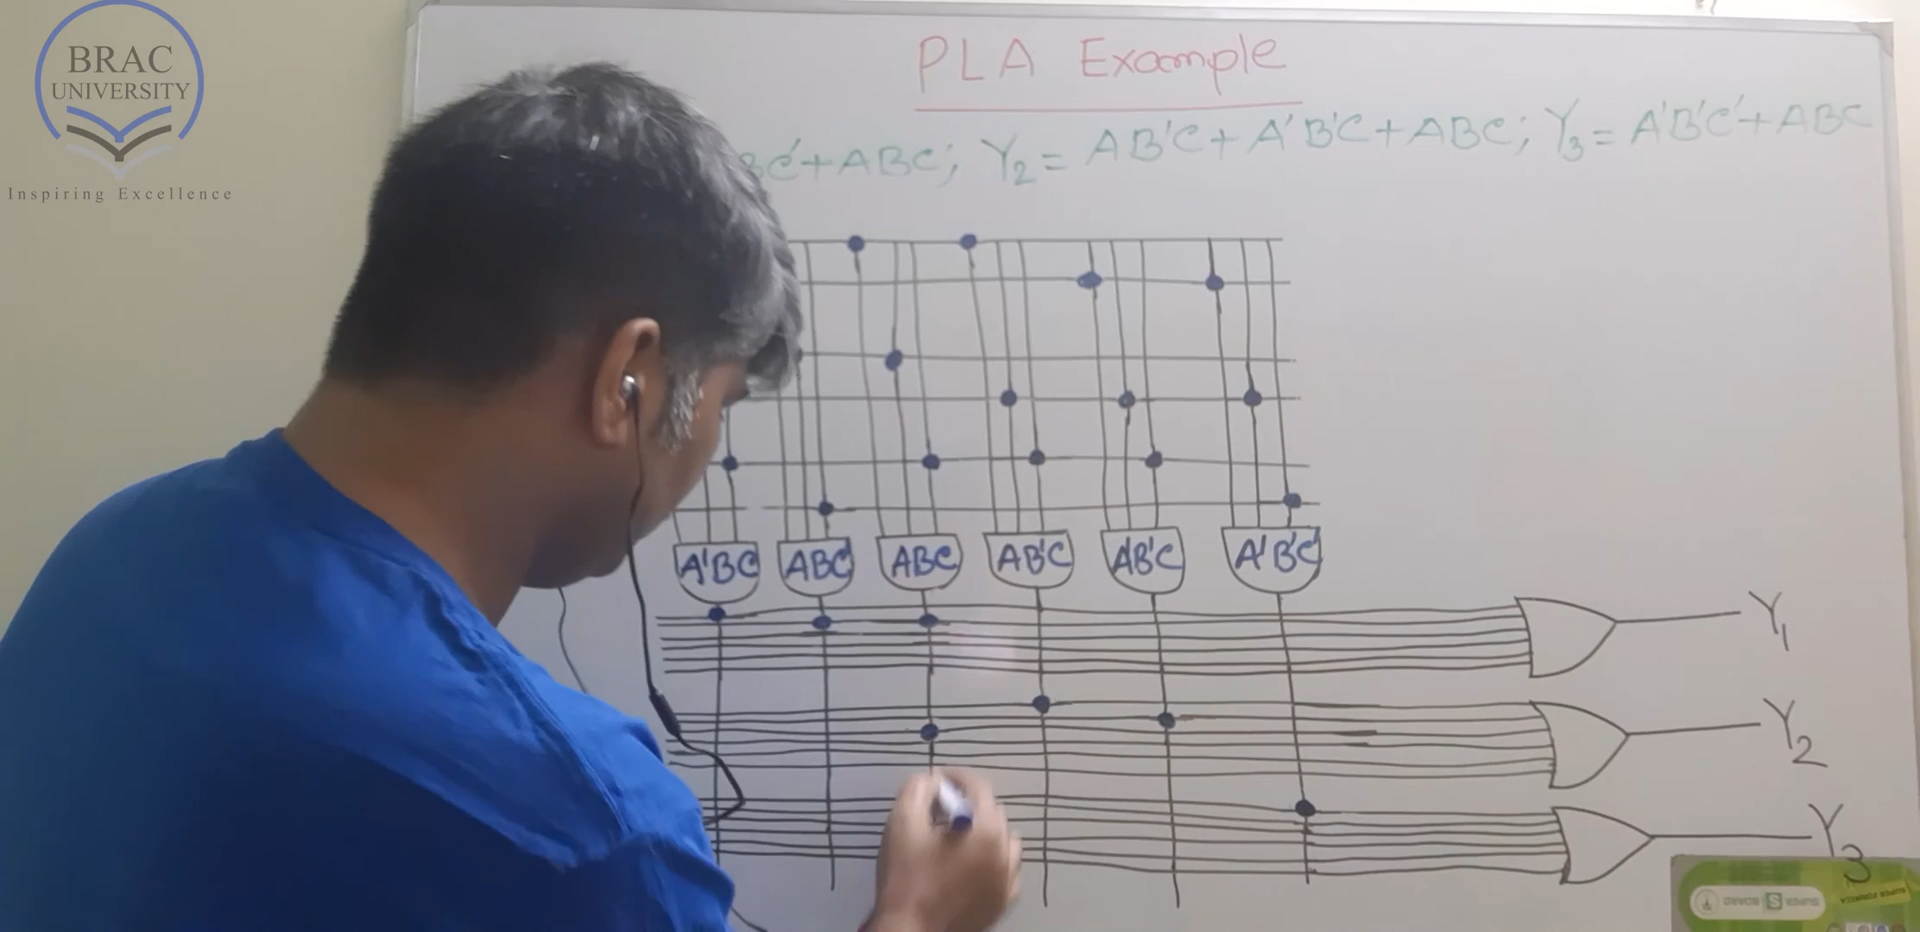 BRAC
UNIVERSITY
Inspiring Excellence
PLA Example
BC'+ABC; Y2 = AB'C + A'B'C + ABC; Y3 = A'B'C' + ABC
A'BC ABC' ABC AB'C A'B'C A'B'C'
Y1
Y2
Y3